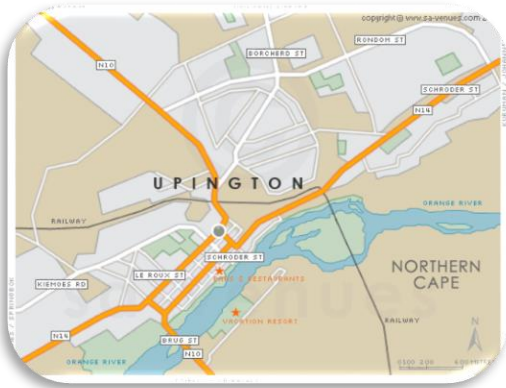 copyright @ www.sa-venues.com
RONDOM ST
BORCHERD ST
N10
SCHRODER ST
N14
UPINGTON
ORANGE RIVER
RAILWAY
SCHRODER ST
NORTHERN
CAPE
LE ROUX ST
KIEMOES RD
VACATION RESORT
RAILWAY
N
N14
BRUG ST
N10
ORANGE RIVER